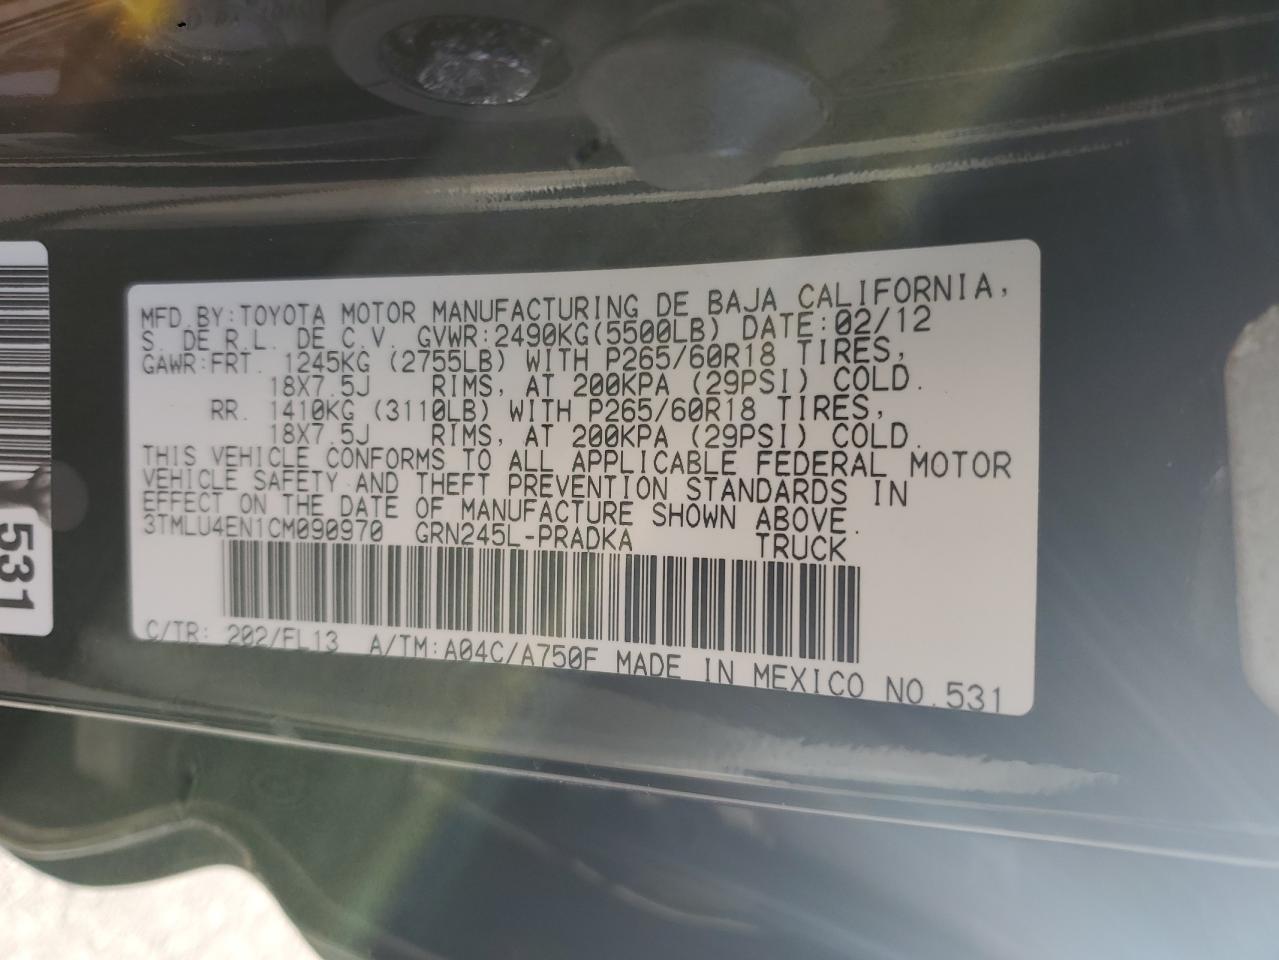 MFD. BY: TOYOTA MOTOR MANUFACTURING DE BAJA CALIFORNIA,
S. DE R.L. DE C.V. GVWR:2490KG(5500LB) DATE:02/12
GAWR:FRT. 1245KG (2755LB) WITH P265/60R18 TIRES,
18X7.5J RIMS, AT 200KPA (29PSI) COLD.
RR. 1410KG (3110LB) WITH P265/60R18 TIRES,
18X7.5J RIMS, AT 200KPA (29PSI) COLD.
THIS VEHICLE CONFORMS TO ALL APPLICABLE FEDERAL MOTOR
VEHICLE SAFETY AND THEFT PREVENTION STANDARDS IN
EFFECT ON THE DATE OF MANUFACTURE SHOWN ABOVE.
3TMLU4EN1CM090970 GRN245L-PRADKA TRUCK
C/TR: 202/FL13 A/TM:A04C/A750F MADE IN MEXICO NO.531
531